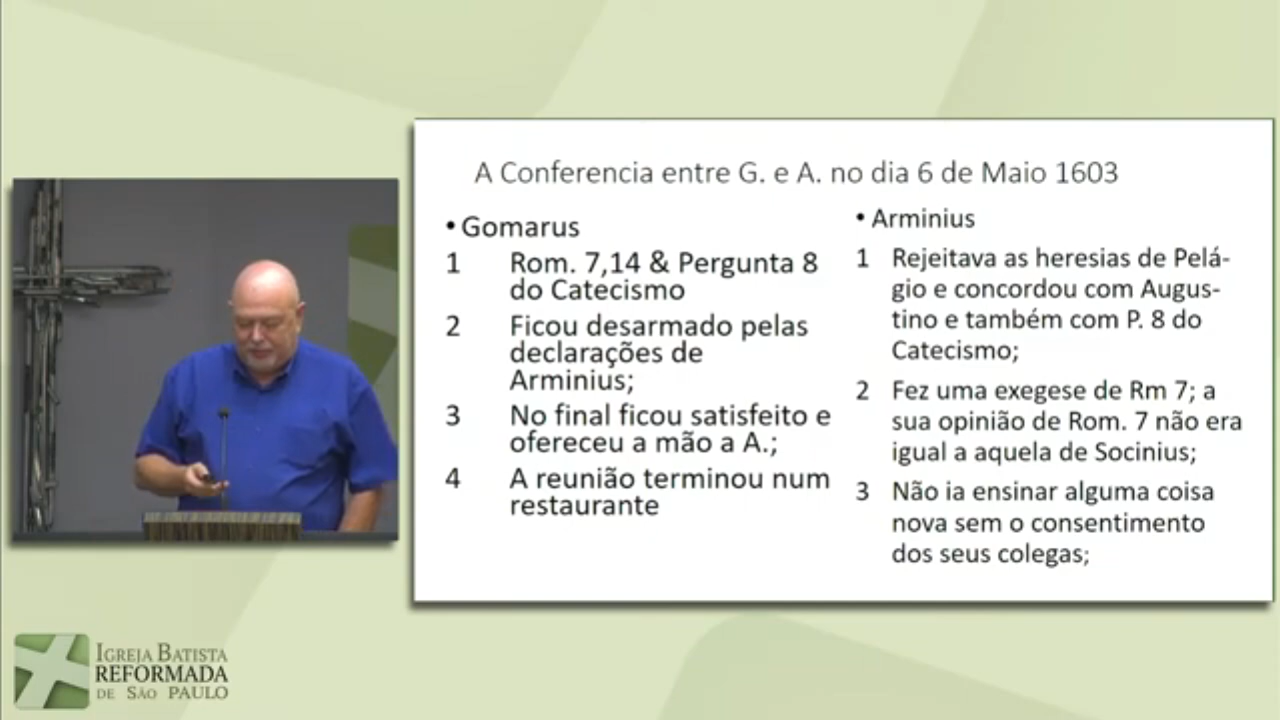 A Conferencia entre G. e A. no dia 6 de Maio 1603
• Gomarus
1 Rom. 7,14 & Pergunta 8
do Catecismo
2 Ficou desarmado pelas
declarações de
Arminius;
3 No final ficou satisfeito e
ofereceu a mão a A.;
4 A reunião terminou num
restaurante
• Arminius
1 Rejeitava as heresias de Pelá-
gio e concordou com Augus-
tino e também com P. 8 do
Catecismo;
2 Fez uma exegese de Rm 7; a
sua opinião de Rom. 7 não era
igual a aquela de Socinius;
3 Não ia ensinar alguma coisa
nova sem o consentimento
dos seus colegas;
IGREJA BATISTA
REFORMADA
DE SÃO PAULO